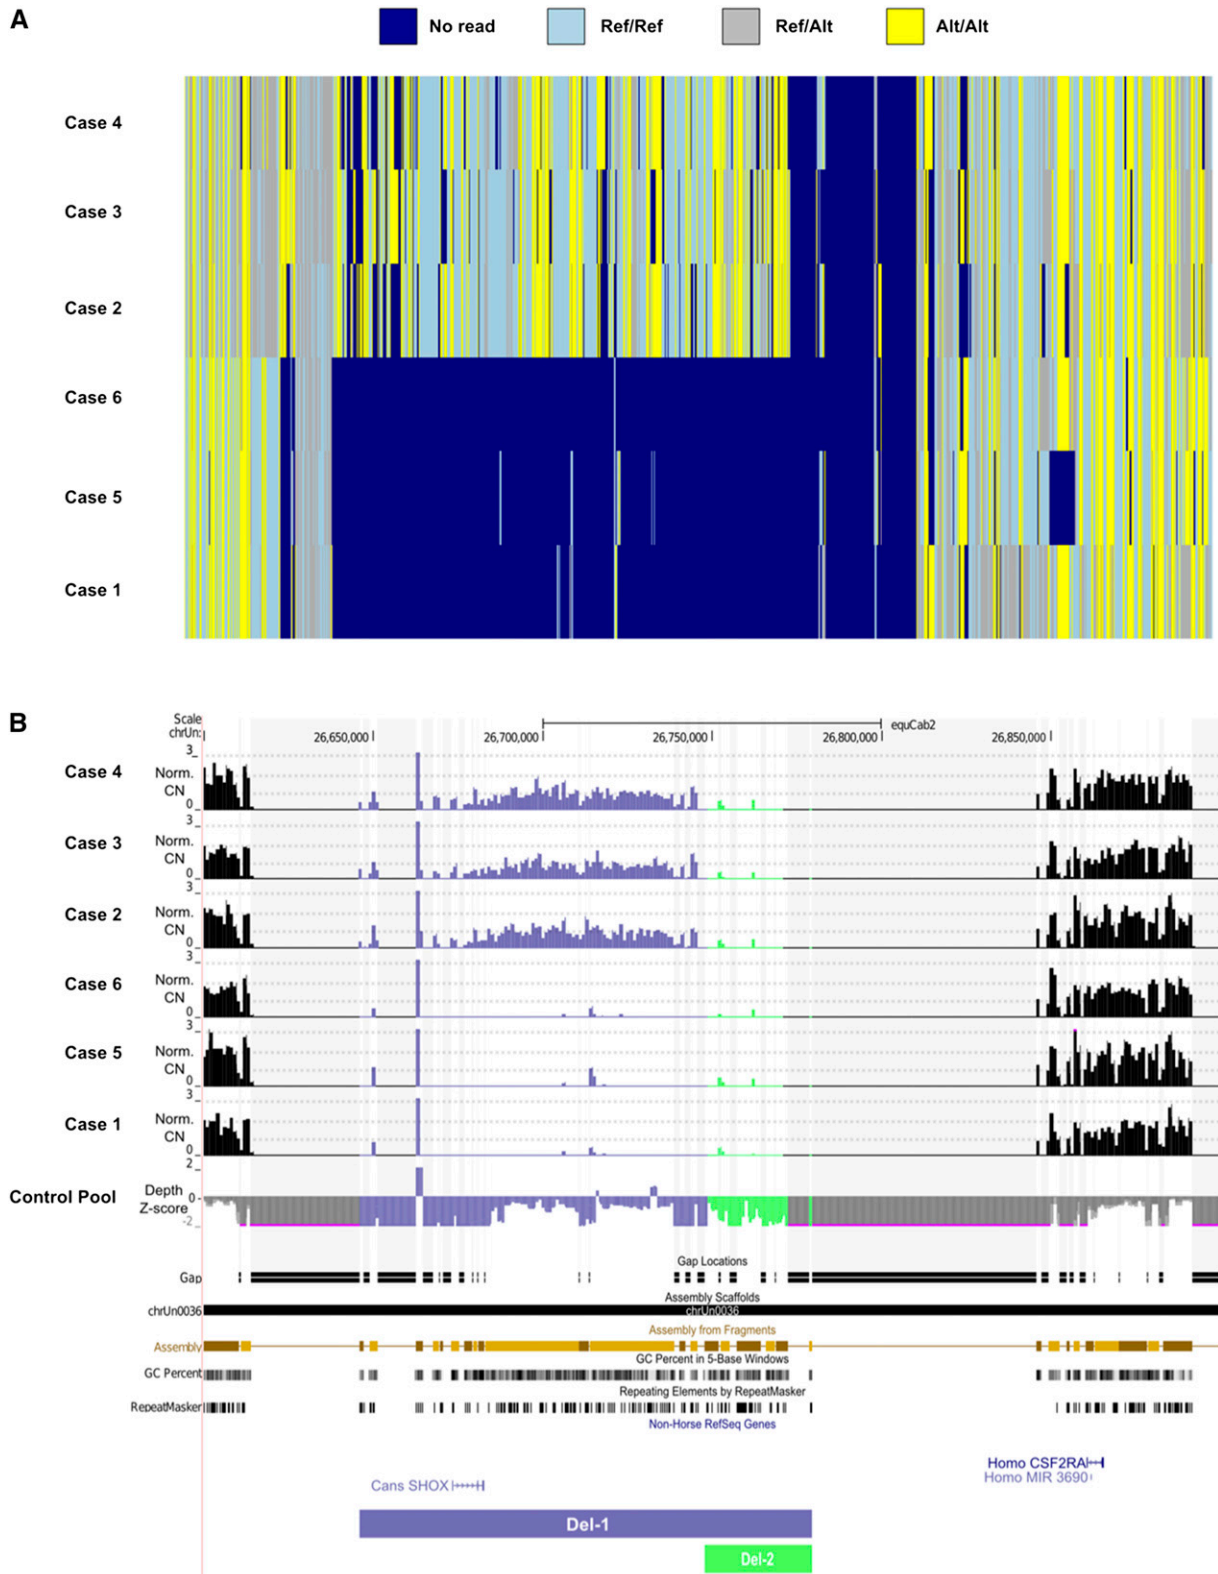 A
No read
Ref/Ref
Ref/Alt
Alt/Alt
Case 4
Case 3
Case 2
Case 6
Case 5
Case 1
B
Scale
chrUn:
equCab2
26,650,000
26,700,000
26,750,000
26,800,000
26,850,000
Case 4
Norm.
CN
3
0
Case 3
Norm.
CN
3
0
Case 2
Norm.
CN
3
0
Case 6
Norm.
CN
3
0
Case 5
Norm.
CN
3
0
Case 1
Norm.
CN
3
0
Control Pool
Depth
Z-score
2
0
-2
Gap Locations
Gap
Assembly Scaffolds
chrUn0036
chrUn0036
Assembly from Fragments
Assembly
GC Percent in 5-Base Windows
GC Percent
Repeating Elements by RepeatMasker
RepeatMasker
Non-Horse RefSeq Genes
Homo CSF2RA
Homo MIR 3690
Cans SHOX
Del-1
Del-2